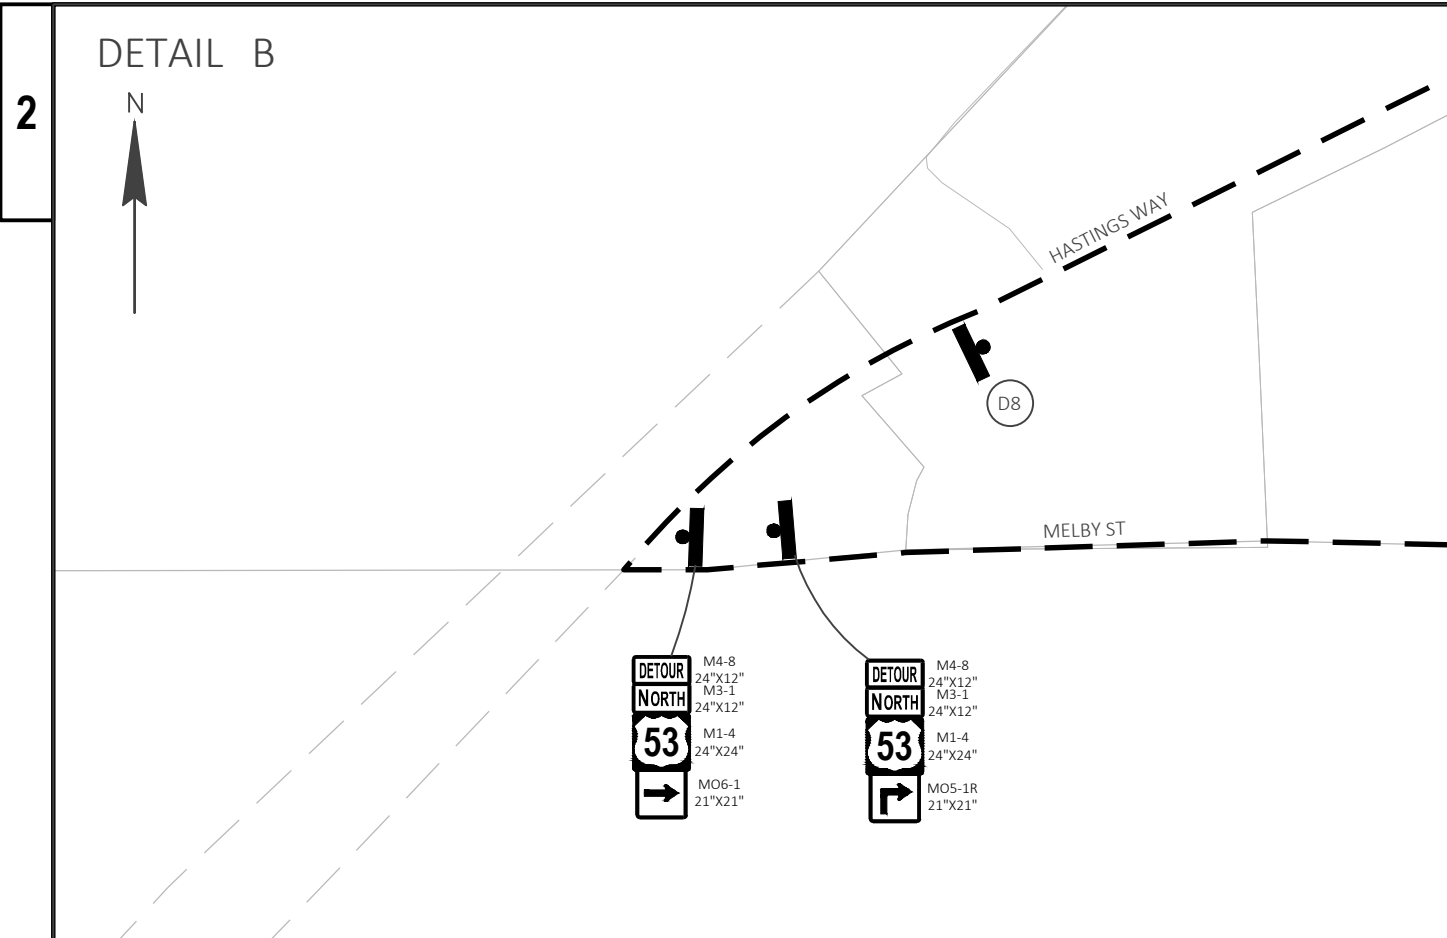 2
DETAIL B
N
HASTINGS WAY
D8
MELBY ST
DETOUR
M4-8
24"X12"
NORTH
M3-1
24"X12"
53
M1-4
24"X24"
MO6-1
21"X21"
DETOUR
M4-8
24"X12"
NORTH
M3-1
24"X12"
53
M1-4
24"X24"
MO5-1R
21"X21"